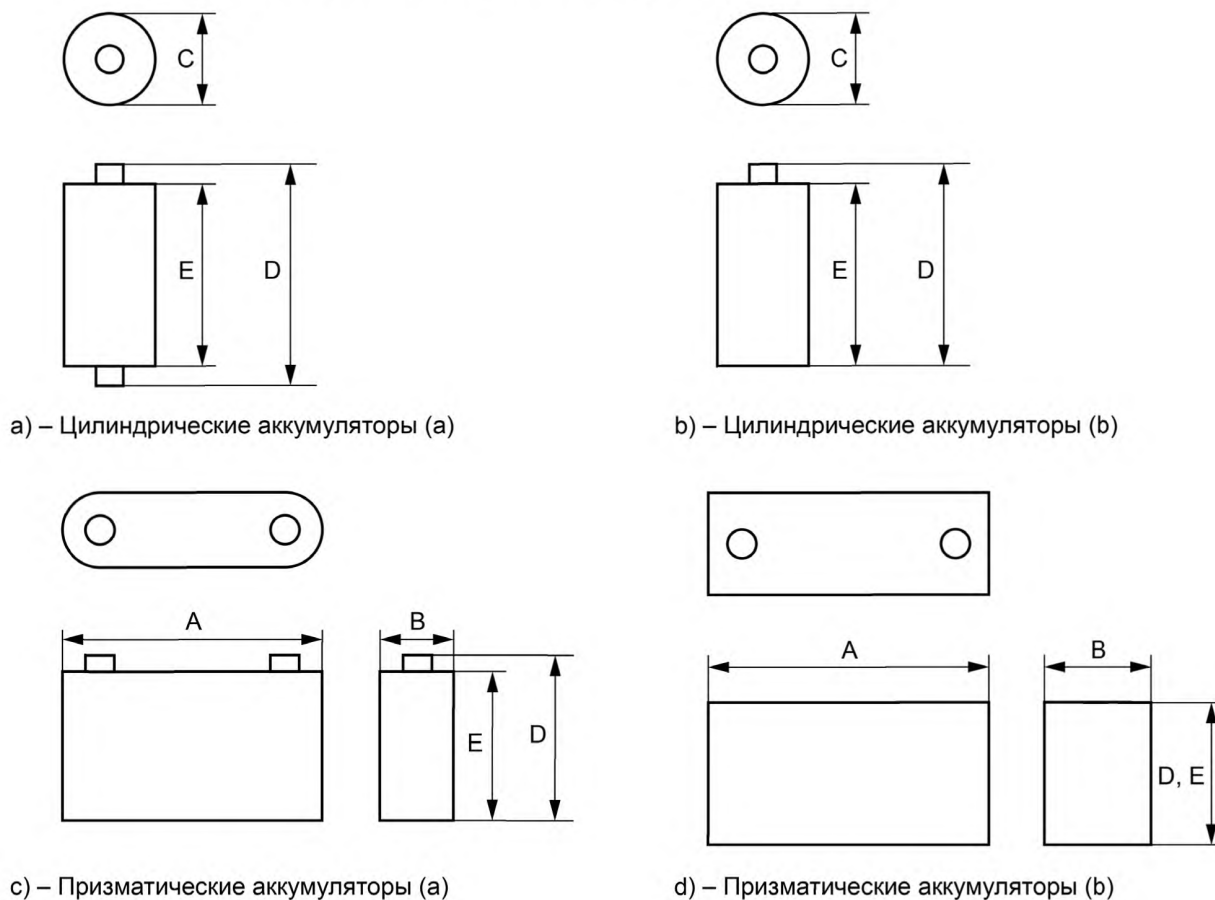 C
C
E
D
E
D
a) – Цилиндрические аккумуляторы (a)
b) – Цилиндрические аккумуляторы (b)
A
B
E
D
A
B
D, E
c) – Призматические аккумуляторы (a)
d) – Призматические аккумуляторы (b)